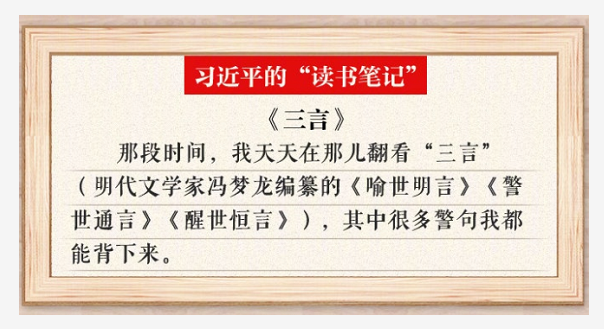 习近平的“读书笔记”
《三言》
那段时间，我天天在那儿翻看“三言”
（明代文学家冯梦龙编纂的《喻世明言》《警
世通言》《醒世恒言》），其中很多警句我都
能背下来。